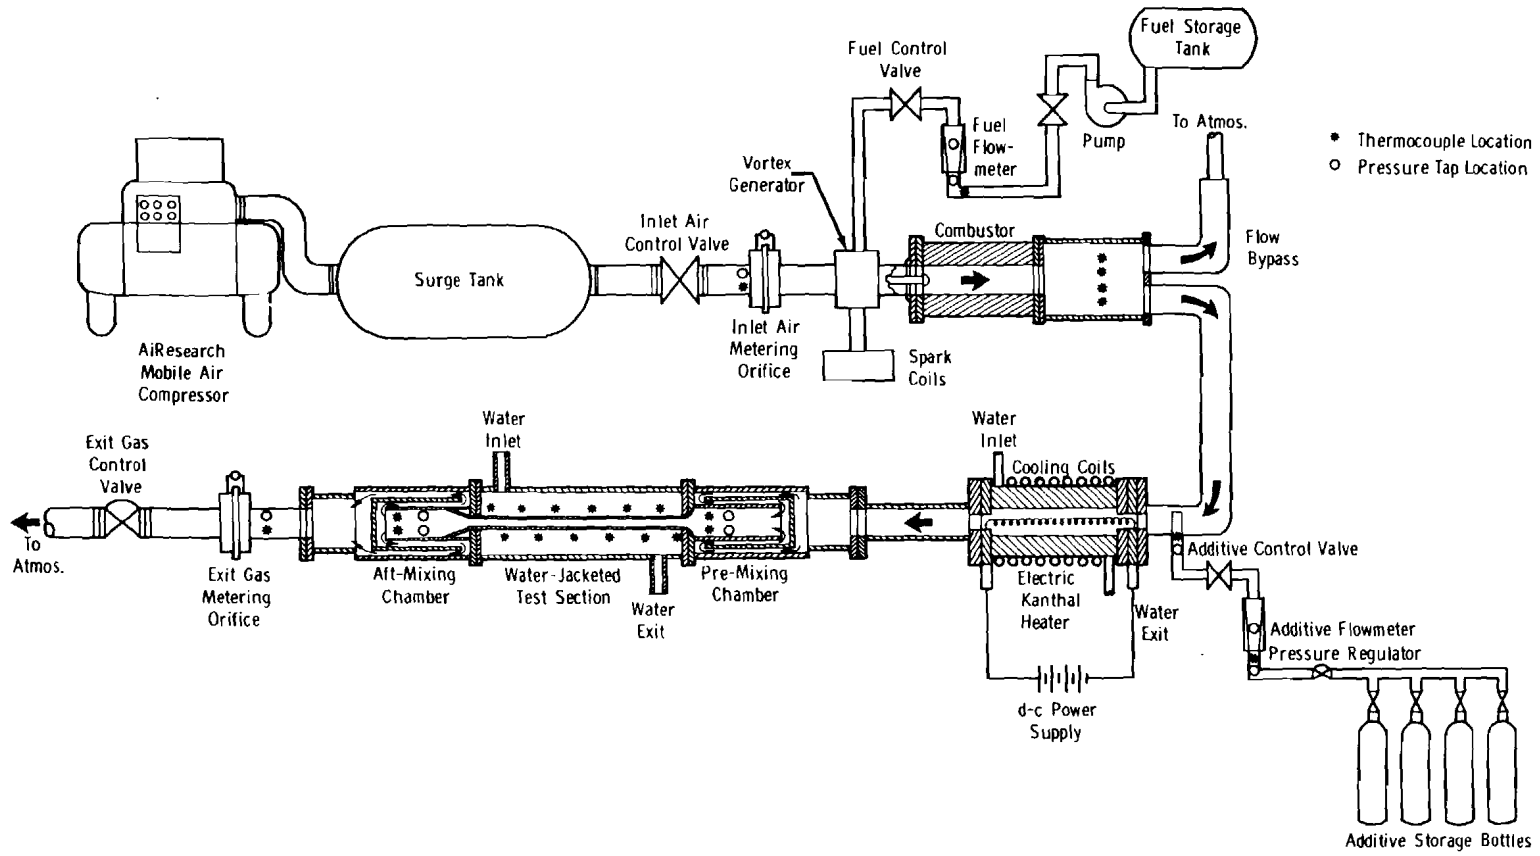 Fuel Storage
Tank
Fuel Control
Valve
To Atmos.
Fuel
Flow-
meter
Pump
* Thermocouple Location
o Pressure Tap Location
Vortex
Generator
Inlet Air
Control Valve
Combustor
Flow
Bypass
Surge Tank
Inlet Air
Metering
Orifice
Spark
Coils
AiResearch
Mobile Air
Compressor
Exit Gas
Control
Valve
Water
Inlet
Water
Inlet
Cooling Coils
To
Atmos.
Exit Gas
Metering
Orifice
Aft-Mixing
Chamber
Water-Jacketed
Test Section
Water
Exit
Pre-Mixing
Chamber
Electric
Kanthal
Heater
Water
Exit
Additive Control Valve
Additive Flowmeter
Pressure Regulator
d-c Power
Supply
Additive Storage Bottles